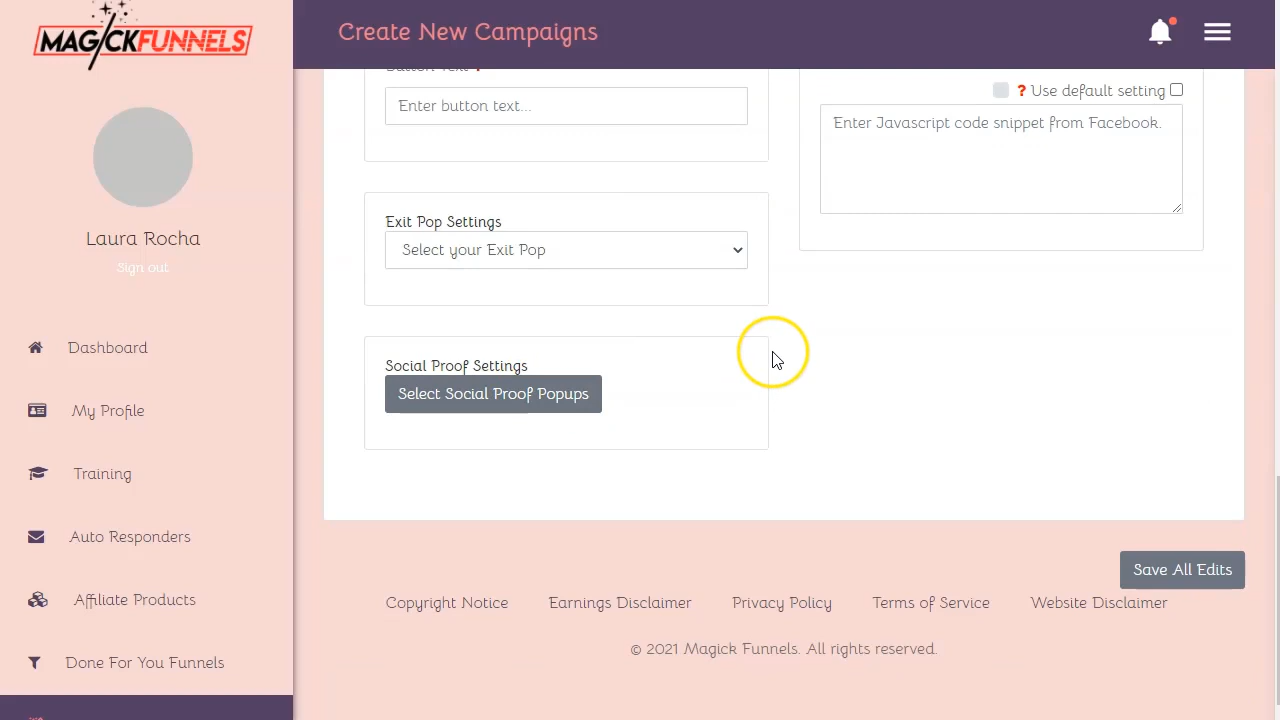 MAGICKFUNNELS
Create New Campaigns
Laura Rocha
Sign out
Dashboard
My Profile
Training
Auto Responders
Affiliate Products
Done For You Funnels
Button Text ?
Enter button text...
? Use default setting
Enter Javascript code snippet from Facebook.
Exit Pop Settings
Select your Exit Pop
Social Proof Settings
Select Social Proof Popups
Save All Edits
Copyright Notice Earnings Disclaimer Privacy Policy Terms of Service Website Disclaimer
© 2021 Magick Funnels. All rights reserved.